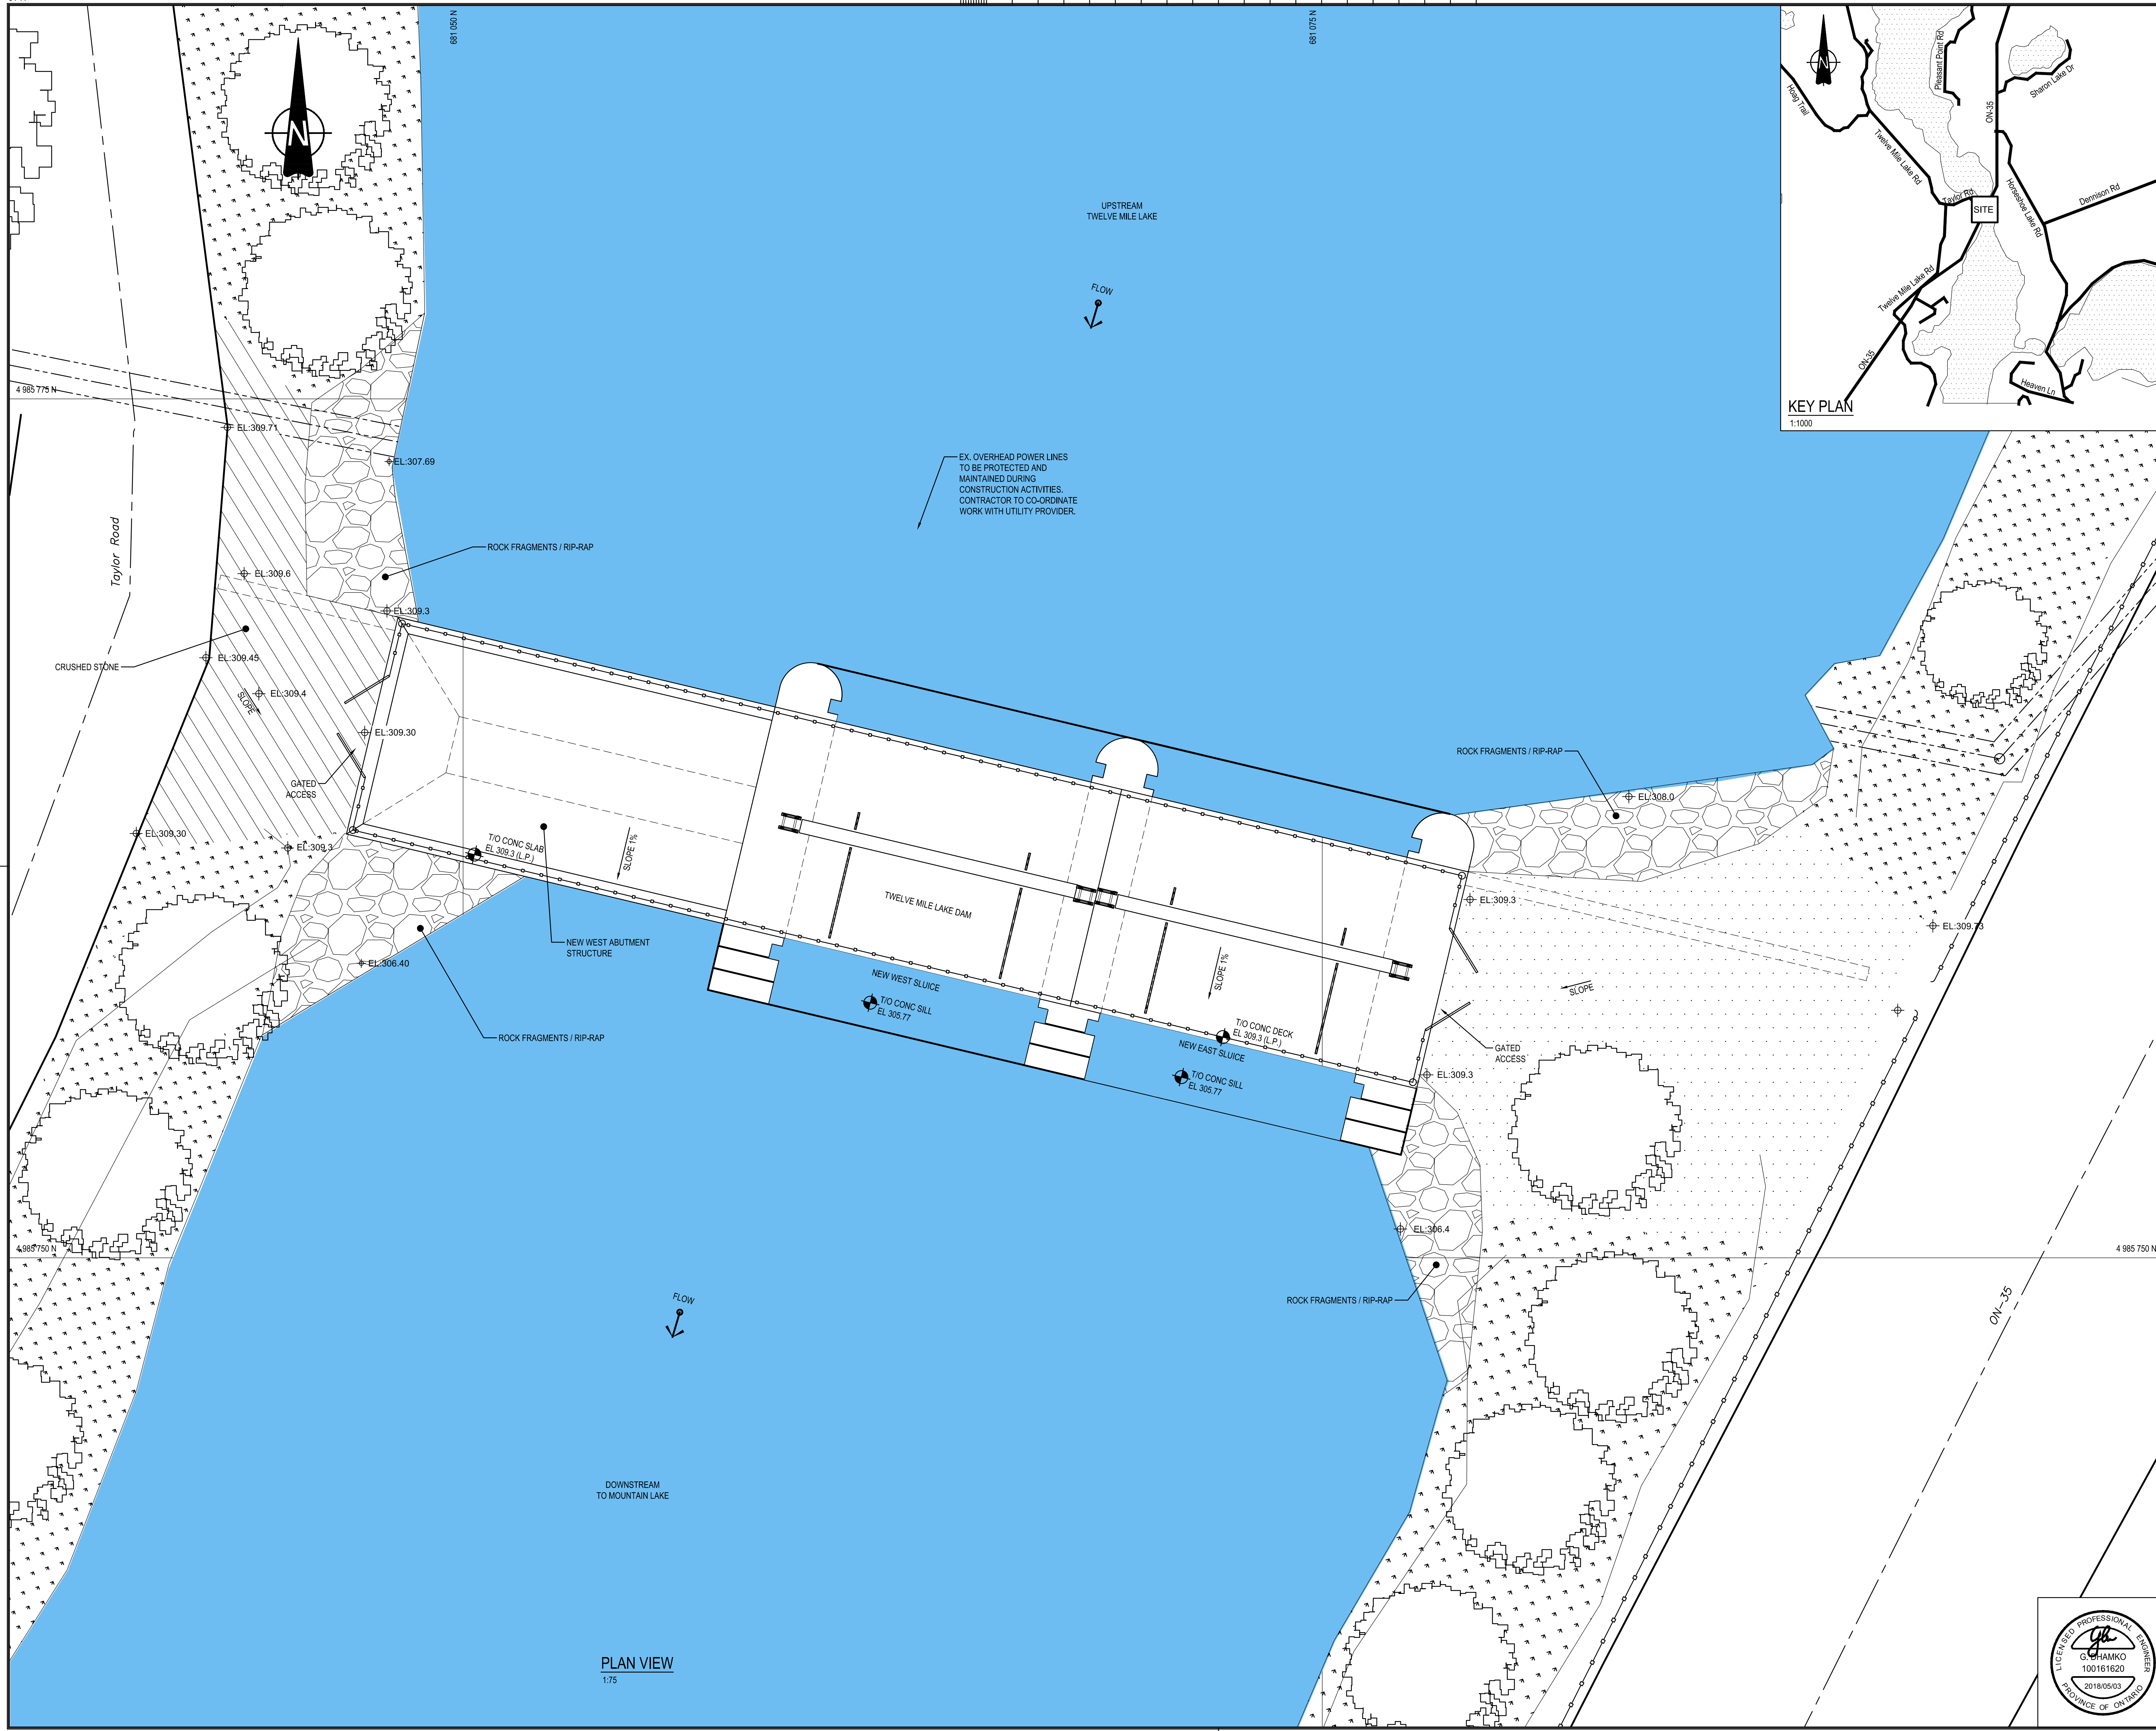 681 050 N
681 075 N
N
UPSTREAM
TWELVE MILE LAKE
FLOW
N
Hoag Trail
Pleasant Point Rd
Sharon Lake Dr
ON-35
Twelve Mile Lake Rd
Taylor Rd
SITE
Horseshoe Lake Rd
Dennison Rd
Twelve Mile Lake Rd
ON-35
Heaven Ln
KEY PLAN
1:1000
4 985 775 N
EL:309.71
EL:307.69
EX. OVERHEAD POWER LINES
TO BE PROTECTED AND
MAINTAINED DURING
CONSTRUCTION ACTIVITIES.
CONTRACTOR TO CO-ORDINATE
WORK WITH UTILITY PROVIDER.
Taylor Road
ROCK FRAGMENTS / RIP-RAP
EL:309.6
EL:309.3
CRUSHED STONE
EL:309.45
EL:309.4
SLOPE
EL:309.30
GATED
ACCESS
EL:309.30
EL:309.3
T/O CONC SLAB
EL 309.3 (L.P.)
SLOPE 1%
ROCK FRAGMENTS / RIP-RAP
EL:308.0
TWELVE MILE LAKE DAM
EL:309.3
EL:309.73
NEW WEST ABUTMENT
STRUCTURE
EL:306.40
NEW WEST SLUICE
T/O CONC SILL
EL 305.77
SLOPE 1%
SLOPE
ROCK FRAGMENTS / RIP-RAP
T/O CONC DECK
EL 309.3 (L.P.)
NEW EAST SLUICE
GATED
ACCESS
T/O CONC SILL
EL 305.77
EL:309.3
EL:306.4
4 985 750 N
4 985 750 N
ROCK FRAGMENTS / RIP-RAP
FLOW
ON-35
DOWNSTREAM
TO MOUNTAIN LAKE
PLAN VIEW
1:75
LICENSED PROFESSIONAL ENGINEER
G. DHAMKO
100161620
2018/05/03
PROVINCE OF ONTARIO